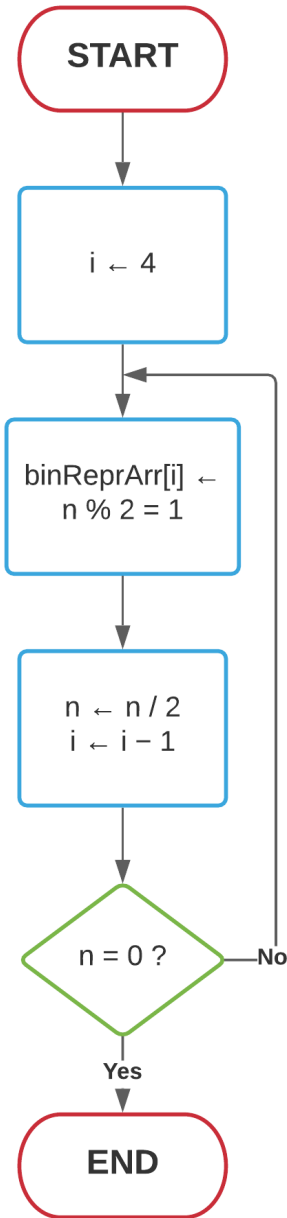 START
i ← 4
binReprArr[i] ←
n % 2 = 1
n ← n / 2
i ← i − 1
n = 0 ?
No
Yes
END